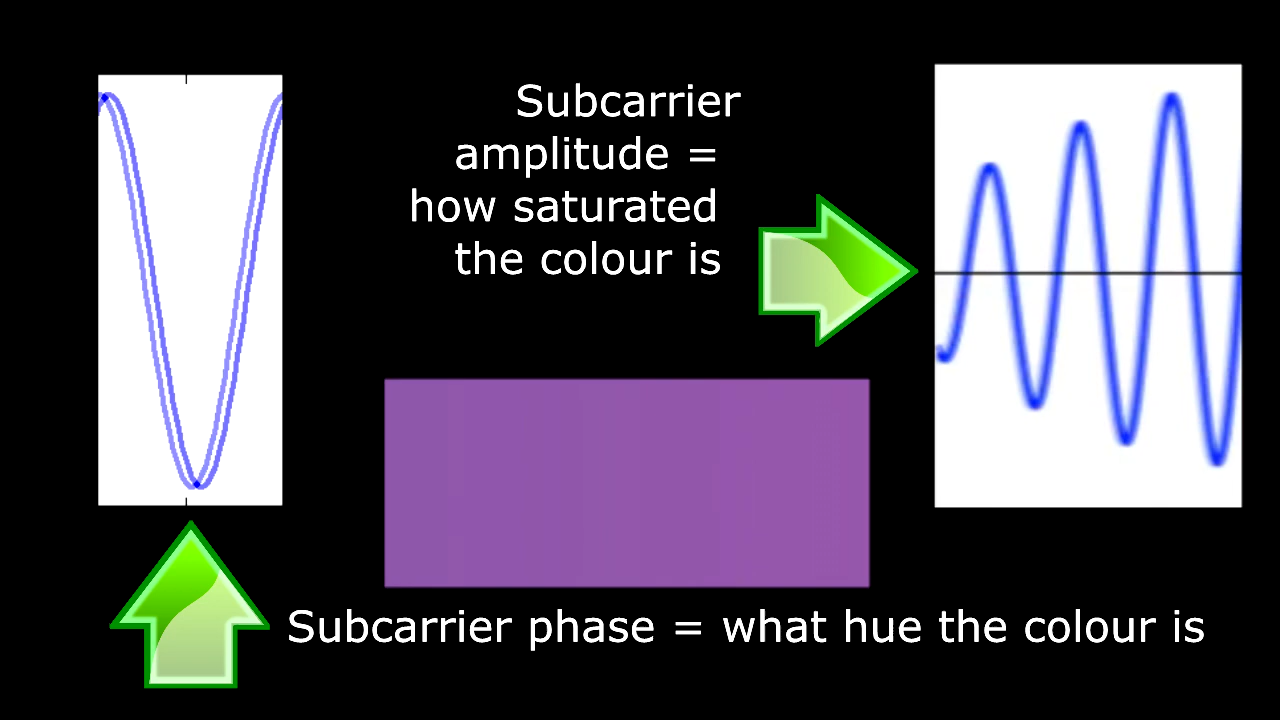 Subcarrier
amplitude =
how saturated
the colour is
Subcarrier phase = what hue the colour is